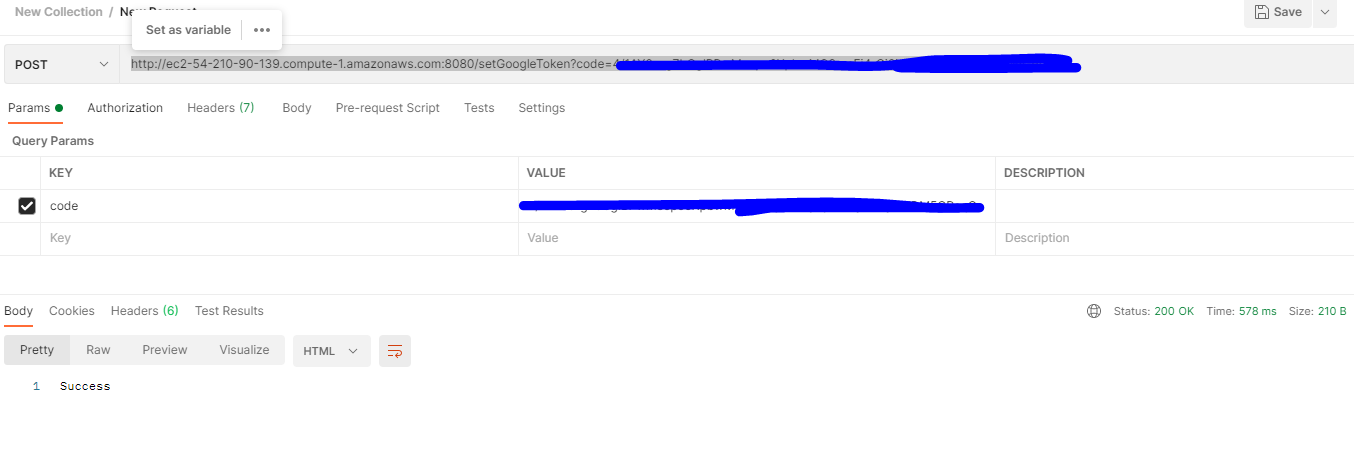 New Collection / New Request
Save
Set as variable
POST
http://ec2-54-210-90-139.compute-1.amazonaws.com:8080/setGoogleToken?code=
Params Authorization Headers (7) Body Pre-request Script Tests Settings
Query Params
KEY VALUE DESCRIPTION
code
Key Value Description
Body Cookies Headers (6) Test Results Status: 200 OK Time: 578 ms Size: 210 B
Pretty Raw Preview Visualize HTML
1 Success